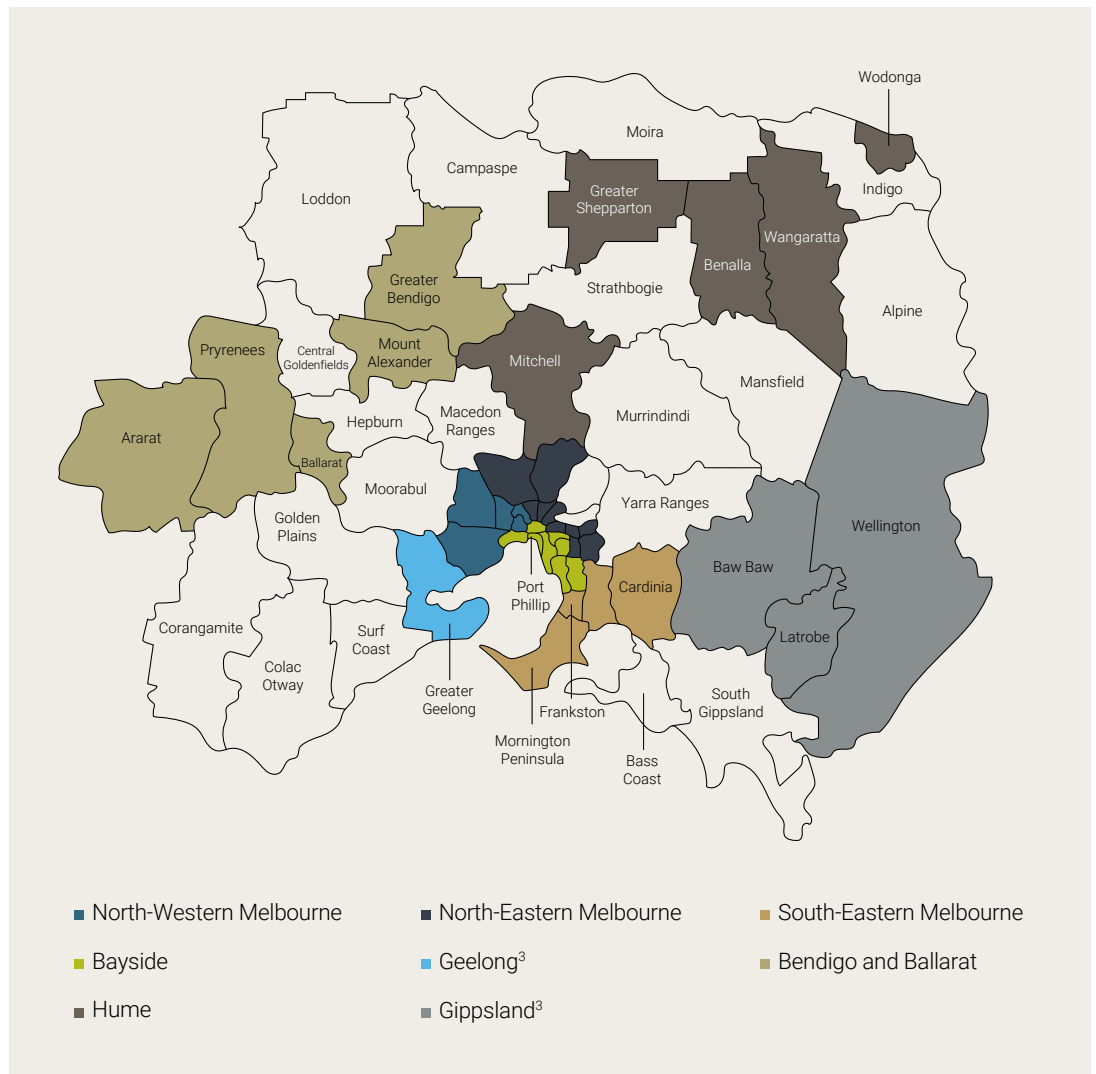 Wodonga
Moira
Campaspe
Indigo
Loddon
Greater
Shepparton
Wangaratta
Benalla
Greater
Bendigo
Strathbogie
Alpine
Pryrenees
Central
Goldenfields
Mount
Alexander
Mitchell
Mansfield
Hepburn
Macedon
Ranges
Murrindindi
Ararat
Ballarat
Moorabul
Yarra Ranges
Golden
Plains
Wellington
Baw Baw
Port
Phillip
Cardinia
Corangamite
Surf
Coast
Latrobe
Colac
Otway
Greater
Geelong
Frankston
South
Gippsland
Mornington
Peninsula
Bass
Coast
North-Western Melbourne
North-Eastern Melbourne
South-Eastern Melbourne
Bayside
Geelong³
Bendigo and Ballarat
Hume
Gippsland³